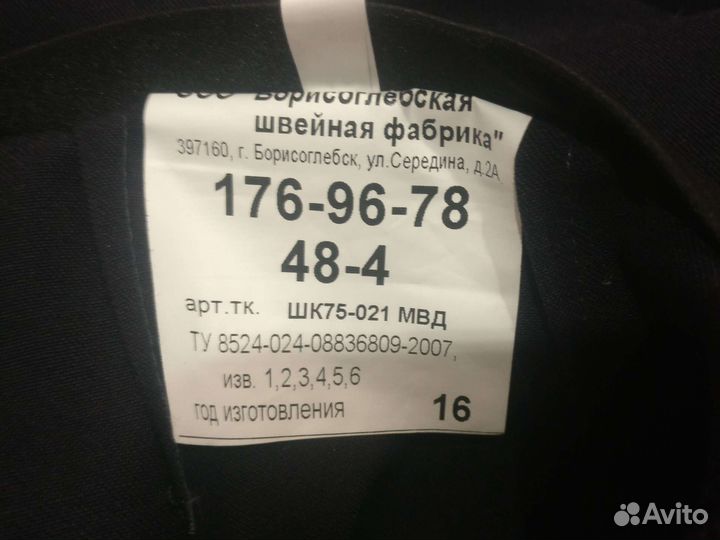 ООО "Борисоглебская
швейная фабрика"
397160, г. Борисоглебск, ул.Середина, д.2А
176-96-78
48-4
арт.тк. ШК75-021 МВД
ТУ 8524-024-08836809-2007,
изв. 1,2,3,4,5,6
год изготовления 16
Avito